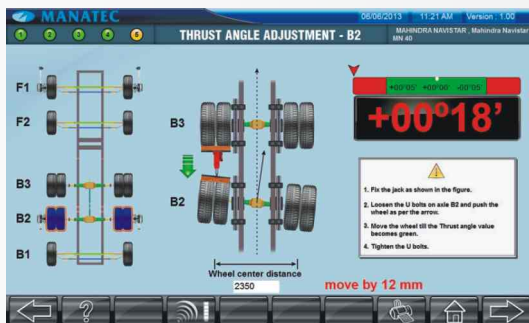 MANATEC
06/06/2013 11:21 AM Version : 1.00
1 2 3 4 5
THRUST ANGLE ADJUSTMENT - B2
MAHINDRA NAVISTAR , Mahindra Navistar
MN 40
F1
F2
B3
B2
B1
B3
B2
Wheel center distance
2350
move by 12 mm
+00°05' +00°00' -00°05'
+00°18'
1. Fix the jack as shown in the figure.
2. Loosen the U bolts on axle B2 and push the
wheel as per the arrow.
3. Move the wheel till the Thrust angle value
becomes green.
4. Tighten the U bolts.
?